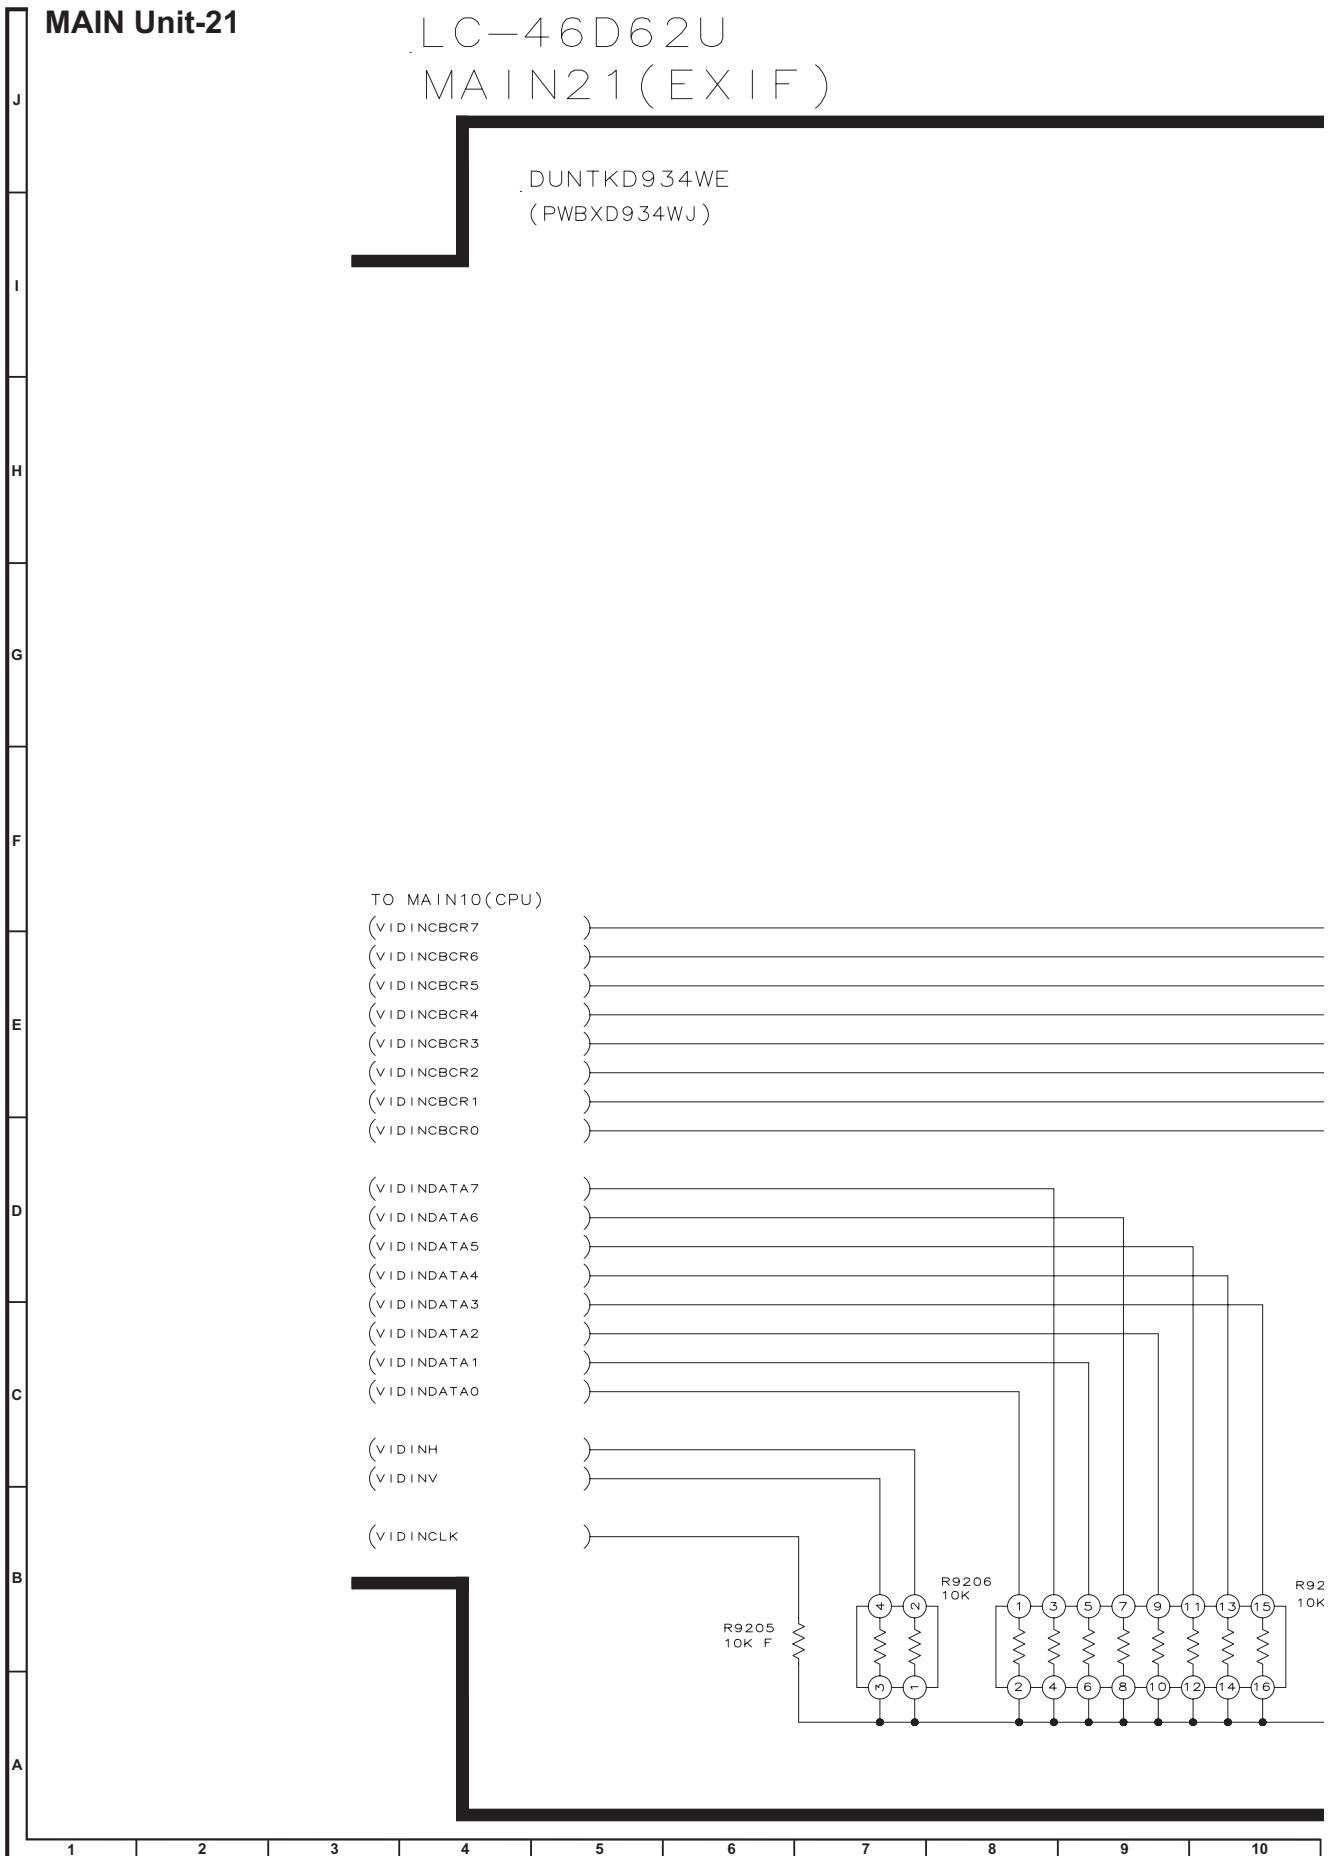 MAIN Unit-21
LC-46D62U
MAIN21(EXIF)
J
DUNTKD934WE
(PWBXD934WJ)
I
H
G
F
TO MAIN10(CPU)
VIDINCBCR7
VIDINCBCR6
VIDINCBCR5
VIDINCBCR4
E
VIDINCBCR3
VIDINCBCR2
VIDINCBCR1
VIDINCBCR0
VIDINDATA7
D
VIDINDATA6
VIDINDATA5
VIDINDATA4
VIDINDATA3
VIDINDATA2
VIDINDATA1
VIDINDATA0
C
VIDINH
VIDINV
VIDINCLK
B
R9206
10K
R92
10K
4 2 1 3 5 7 9 11 13 15
R9205
10K F
3 1 2 4 6 8 10 12 14 16
A
1 2 3 4 5 6 7 8 9 10